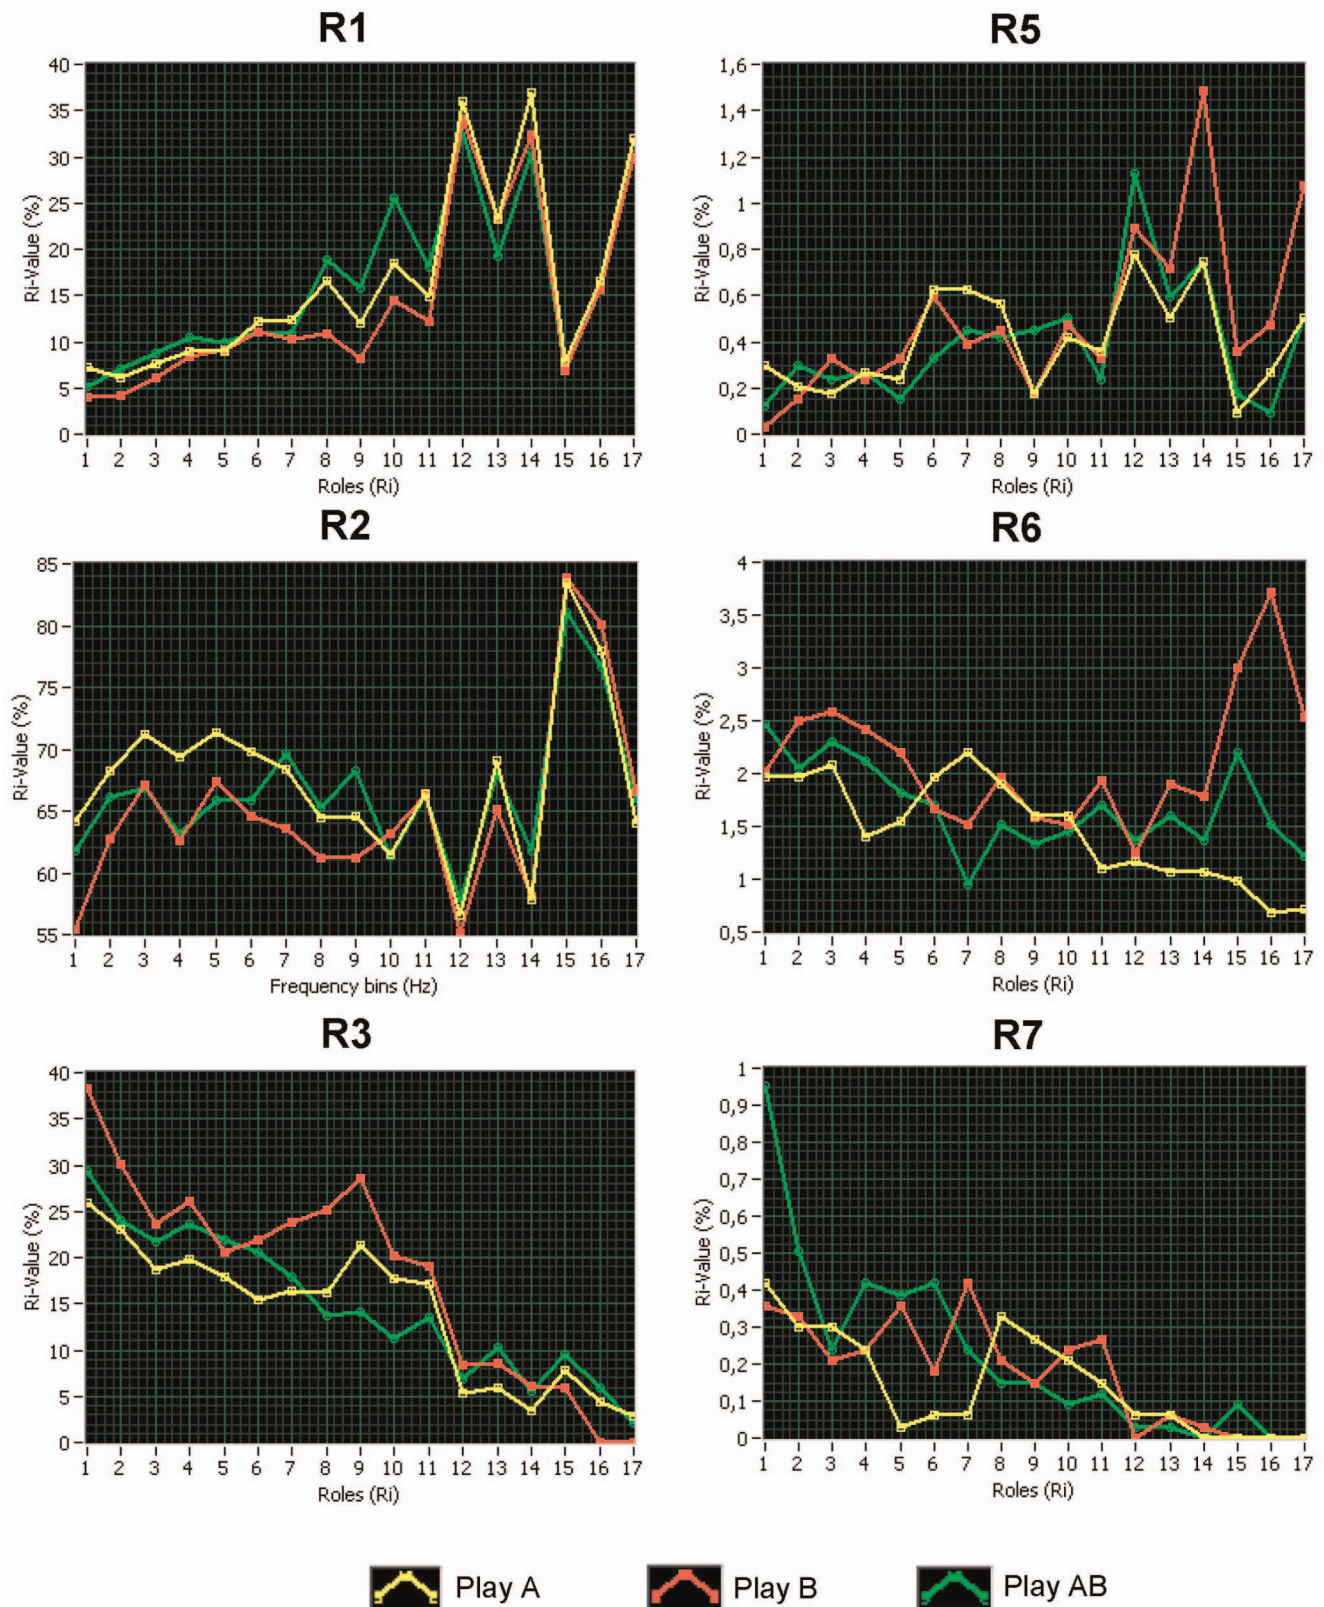 R1
40
35
30
25
20
15
10
5
0
Ri-Value (%)
1 2 3 4 5 6 7 8 9 10 11 12 13 14 15 16 17
Roles (Ri)
R5
1,6
1,4
1,2
1
0,8
0,6
0,4
0,2
0
Ri-Value (%)
1 2 3 4 5 6 7 8 9 10 11 12 13 14 15 16 17
Roles (Ri)
R2
85
80
75
70
65
60
55
Ri-Value (%)
1 2 3 4 5 6 7 8 9 10 11 12 13 14 15 16 17
Frequency bins (Hz)
R6
4
3,5
3
2,5
2
1,5
1
0,5
Ri-Value (%)
1 2 3 4 5 6 7 8 9 10 11 12 13 14 15 16 17
Roles (Ri)
R3
40
35
30
25
20
15
10
5
0
Ri-Value (%)
1 2 3 4 5 6 7 8 9 10 11 12 13 14 15 16 17
Roles (Ri)
R7
1
0,9
0,8
0,7
0,6
0,5
0,4
0,3
0,2
0,1
0
Ri-Value (%)
1 2 3 4 5 6 7 8 9 10 11 12 13 14 15 16 17
Roles (Ri)
Play A Play B Play AB